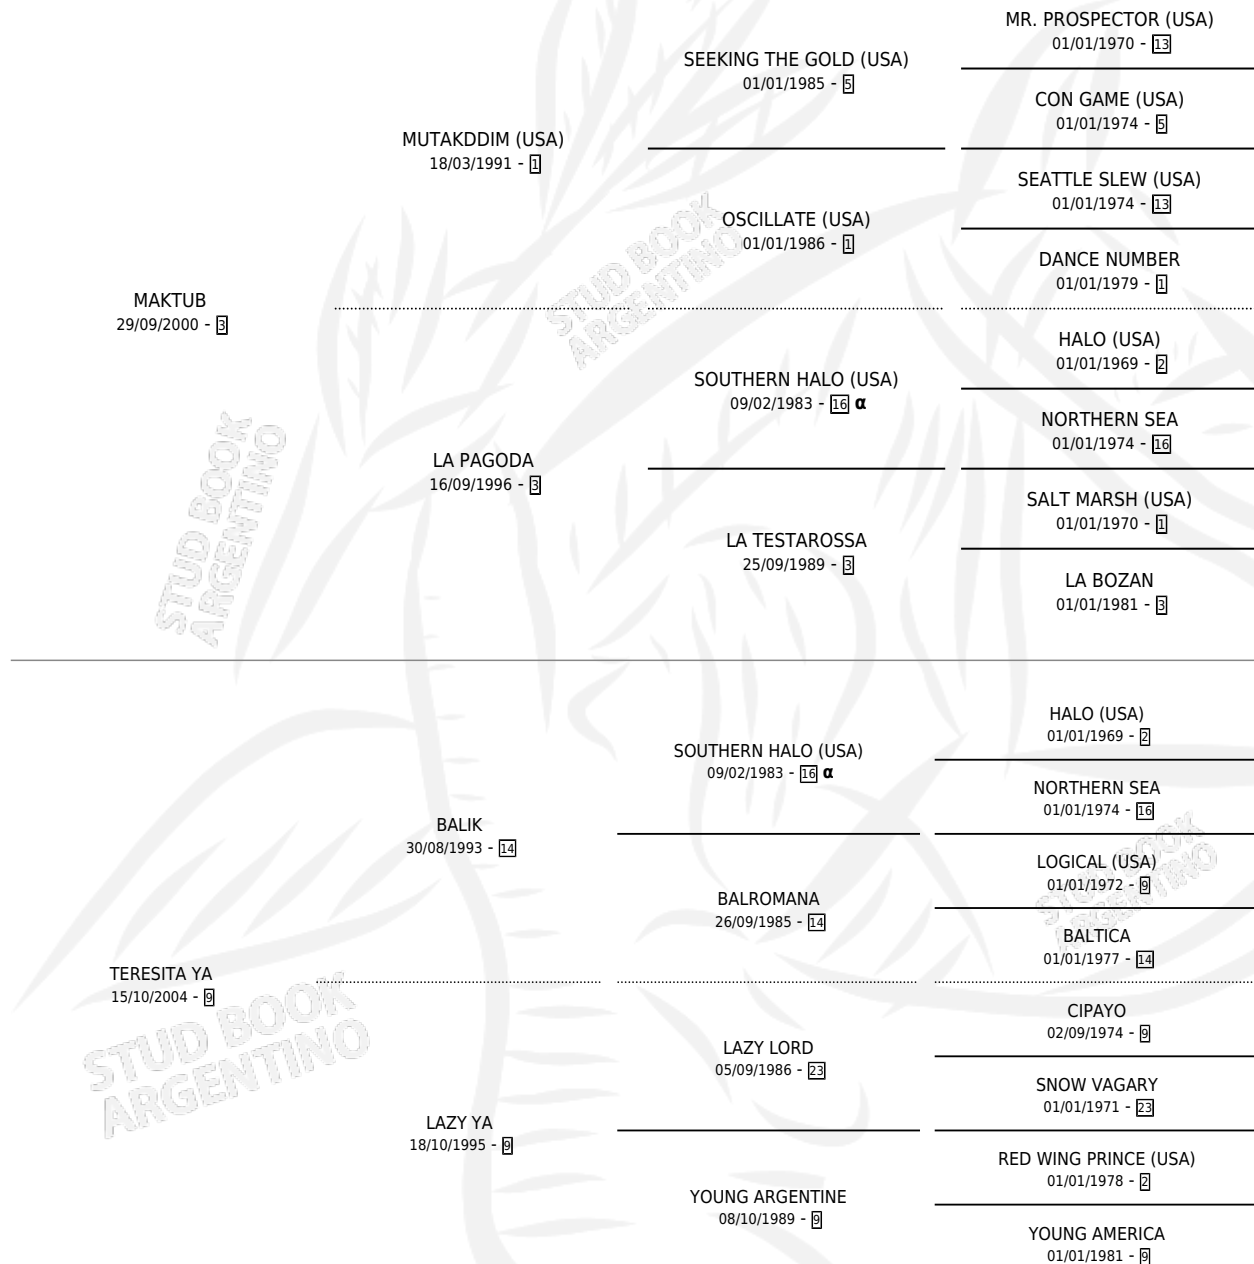 MR. PROSPECTOR (USA)
01/01/1970 - 13
SEEKING THE GOLD (USA)
01/01/1985 - 5
CON GAME (USA)
01/01/1974 - 5
MUTAKDDIM (USA)
18/03/1991 - 1
SEATTLE SLEW (USA)
01/01/1974 - 13
OSCILLATE (USA)
01/01/1986 - 1
DANCE NUMBER
01/01/1979 - 1
MAKTUB
29/09/2000 - 3
HALO (USA)
01/01/1969 - 2
SOUTHERN HALO (USA)
09/02/1983 - 16 α
NORTHERN SEA
01/01/1974 - 16
LA PAGODA
16/09/1996 - 3
SALT MARSH (USA)
01/01/1970 - 1
LA TESTAROSSA
25/09/1989 - 3
LA BOZAN
01/01/1981 - 3
HALO (USA)
01/01/1969 - 2
SOUTHERN HALO (USA)
09/02/1983 - 16 α
NORTHERN SEA
01/01/1974 - 16
BALIK
30/08/1993 - 14
LOGICAL (USA)
01/01/1972 - 9
BALROMANA
26/09/1985 - 14
BALTICA
01/01/1977 - 14
TERESITA YA
15/10/2004 - 9
CIPAYO
02/09/1974 - 9
LAZY LORD
05/09/1986 - 23
SNOW VAGARY
01/01/1971 - 23
LAZY YA
18/10/1995 - 9
RED WING PRINCE (USA)
01/01/1978 - 2
YOUNG ARGENTINE
08/10/1989 - 9
YOUNG AMERICA
01/01/1981 - 9
STUD BOOK
ARGENTINO
STUD BOOK
ARGENTINO
STUD BOOK
ARGENTINO
STUD BOOK
ARGENTINO